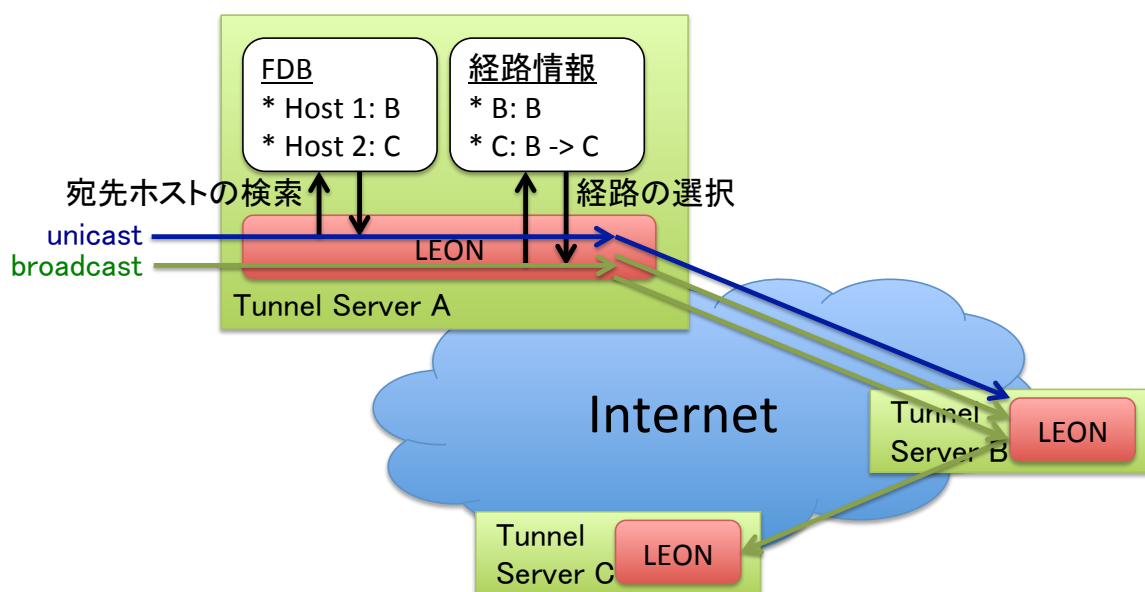 FDB
* Host 1: B
* Host 2: C
経路情報
* B: B
* C: B -> C
宛先ホストの検索
経路の選択
unicast
broadcast
LEON
Tunnel Server A
Internet
Tunnel
Server B
LEON
Tunnel
Server C
LEON